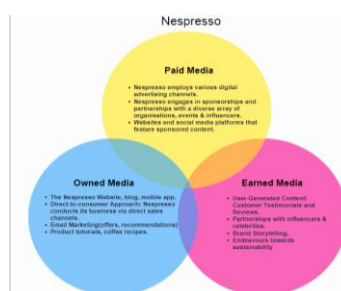 Nespresso
Paid Media
• Nespresso employs various digital
advertising channels.
• Nespresso engages in sponsorships and
partnerships with a diverse array of
organisations, events & influencers.
• Websites and social media platforms that
feature sponsored content.
Owned Media
• The Nespresso Website, blog, mobile app.
• Direct-to-consumer Approach: Nespresso
conducts its business via direct sales
channels.
• Email Marketing(offers, recommendations)
• Product tutorials, coffee recipes.
Earned Media
• User-Generated Content:
Customer Testimonials and
Reviews.
• Partnerships with influencers &
celebrities.
• Brand Storytelling.
• Endeavours towards
sustainability